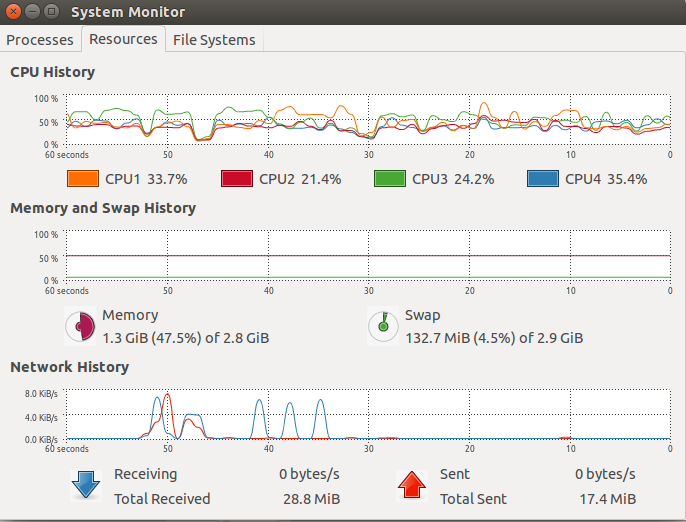 System Monitor
Processes Resources File Systems
CPU History
100 %
50 %
0 %
60 seconds 50 40 30 20 10 0
CPU1 33.7% CPU2 21.4% CPU3 24.2% CPU4 35.4%
Memory and Swap History
100 %
50 %
0 %
60 seconds 50 40 30 20 10 0
Memory Swap
1.3 GiB (47.5%) of 2.8 GiB 132.7 MiB (4.5%) of 2.9 GiB
Network History
8.0 KiB/s
4.0 KiB/s
0.0 KiB/s
60 seconds 50 40 30 20 10 0
Receiving 0 bytes/s Sent 0 bytes/s
Total Received 28.8 MiB Total Sent 17.4 MiB